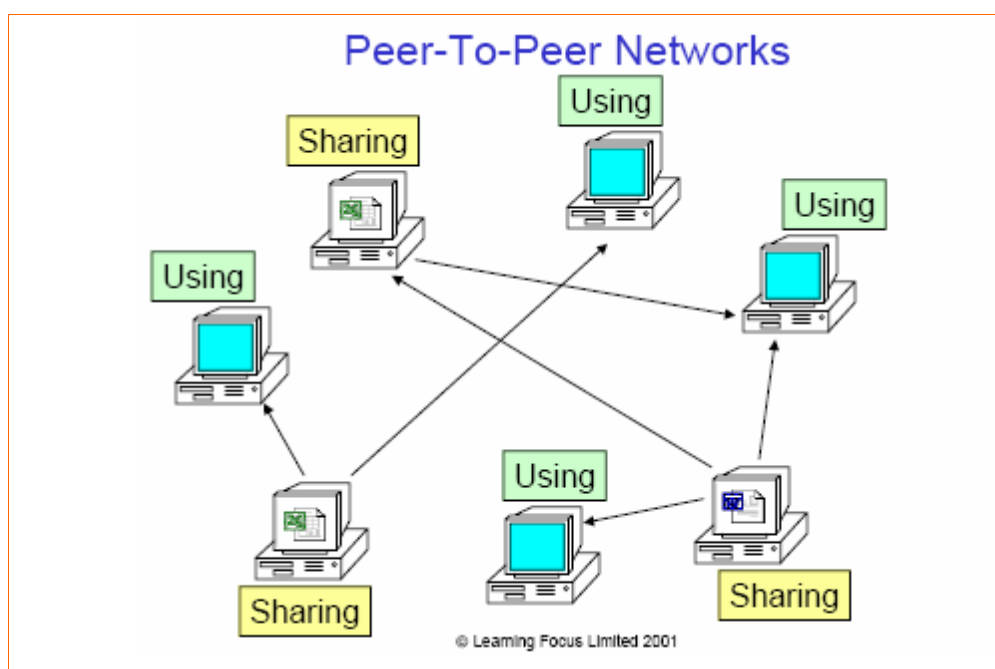 Peer-To-Peer Networks
Using
Sharing
Using
Using
Using
Sharing
Sharing
© Learning Focus Limited 2001